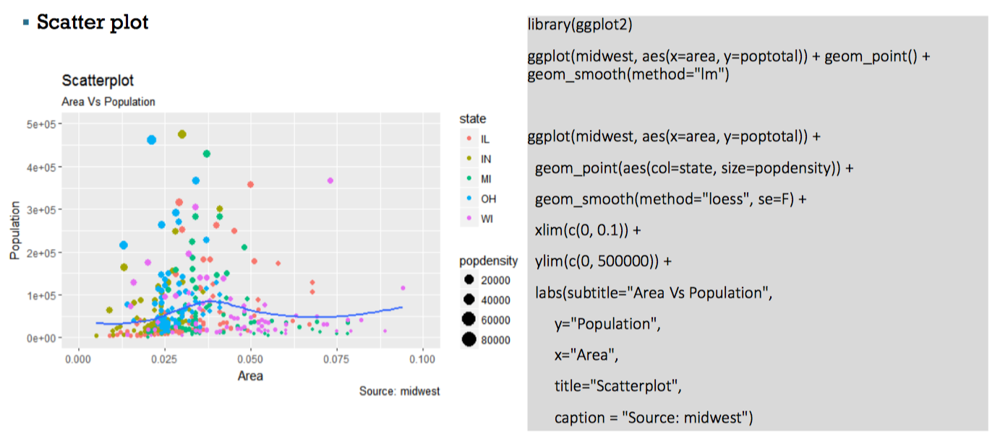 ▪ Scatter plot
Scatterplot
Area Vs Population
5e+05
4e+05
3e+05
2e+05
1e+05
0e+00
Population
0.000 0.025 0.050 0.075 0.100
Area
Source: midwest
state
IL
IN
MI
OH
WI
popdensity
20000
40000
60000
80000
library(ggplot2)
ggplot(midwest, aes(x=area, y=poptotal)) + geom_point() +
geom_smooth(method="lm")
ggplot(midwest, aes(x=area, y=poptotal)) +
geom_point(aes(col=state, size=popdensity)) +
geom_smooth(method="loess", se=F) +
xlim(c(0, 0.1)) +
ylim(c(0, 500000)) +
labs(subtitle="Area Vs Population",
y="Population",
x="Area",
title="Scatterplot",
caption = "Source: midwest")